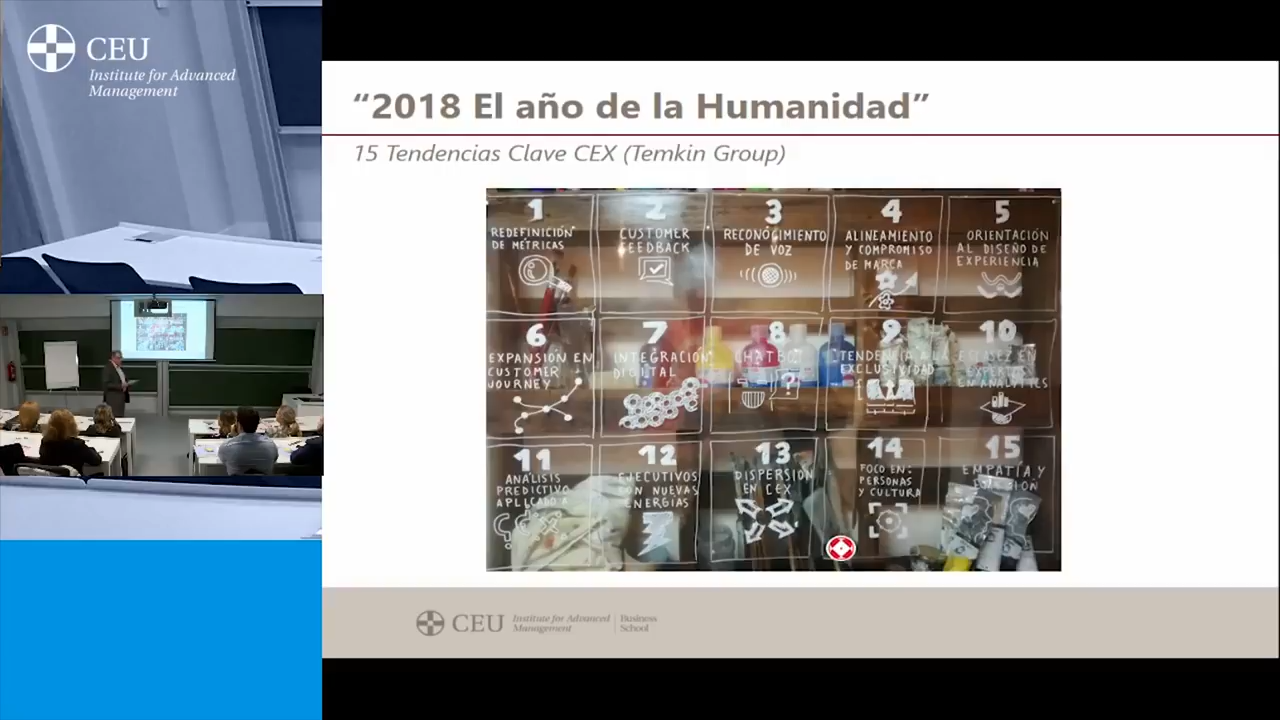 CEU
Institute for Advanced
Management
“2018 El año de la Humanidad”
15 Tendencias Clave CEX (Temkin Group)
1
REDEFINICIÓN
DE MÉTRICAS
2
CUSTOMER
FEEDBACK
3
RECONOCIMIENTO
DE VOZ
4
ALINEAMIENTO
Y COMPROMISO
DE MARCA
5
ORIENTACIÓN
AL DISEÑO DE
EXPERIENCIA
6
EXPANSIÓN EN
CUSTOMER
JOURNEY
7
INTEGRACIÓN
DIGITAL
8
CHATBOT
?
9
TENDENCIA A LA
EXCLUSIVIDAD
10
ESCASEZ EN
EXPERTOS
EN ANALYTICS
11
ANÁLISIS
PREDICTIVO
APLICADO A
12
EJECUTIVOS
CON NUEVAS
ENERGÍAS
13
DISPERSIÓN
EN CEX
14
FOCO EN:
PERSONAS
Y CULTURA
15
EMPATÍA Y
CEU
Institute for Advanced
Management
Business
School